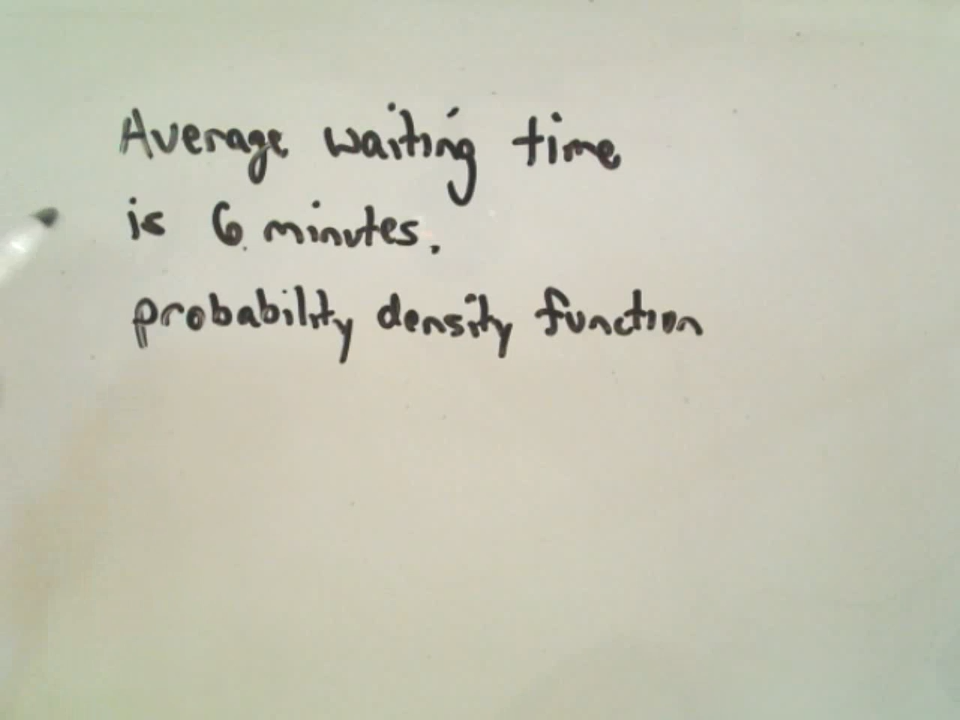 Average waiting time
is 6 minutes.
probability density function